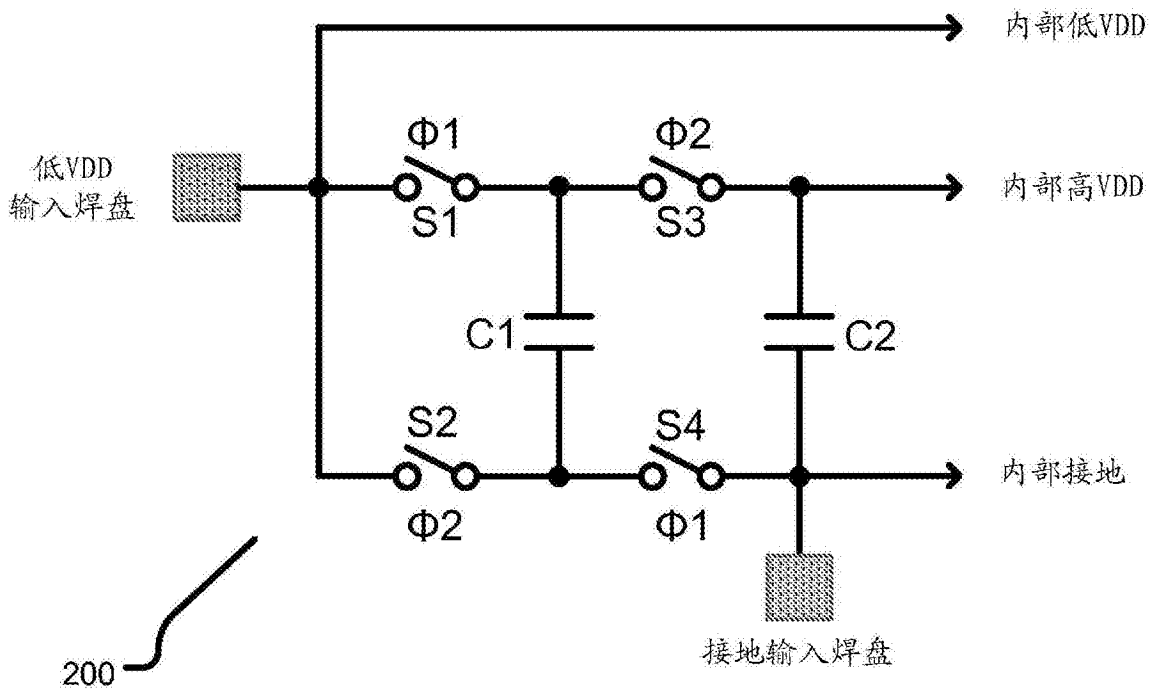 内部低VDD
Φ1
Φ2
低VDD
输入焊盘
内部高VDD
S1
S3
C1
C2
S2
S4
内部接地
Φ2
Φ1
200
接地输入焊盘